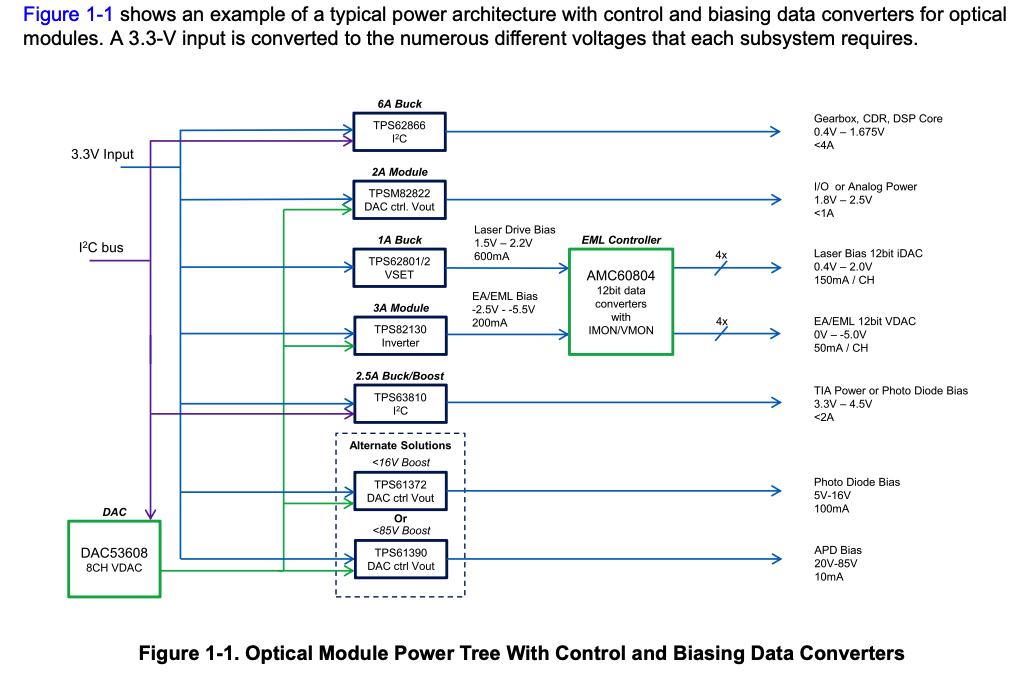 Figure 1-1 shows an example of a typical power architecture with control and biasing data converters for optical
modules. A 3.3-V input is converted to the numerous different voltages that each subsystem requires.
6A Buck
TPS62866
I²C
Gearbox, CDR, DSP Core
0.4V – 1.675V
<4A
3.3V Input
2A Module
TPSM82822
DAC ctrl. Vout
I/O or Analog Power
1.8V – 2.5V
<1A
I²C bus
1A Buck
TPS62801/2
VSET
Laser Drive Bias
1.5V – 2.2V
600mA
EML Controller
AMC60804
12bit data
converters
with
IMON/VMON
4x
Laser Bias 12bit iDAC
0.4V – 2.0V
150mA / CH
3A Module
TPS82130
Inverter
EA/EML Bias
-2.5V - -5.5V
200mA
4x
EA/EML 12bit VDAC
0V – -5.0V
50mA / CH
2.5A Buck/Boost
TPS63810
I²C
TIA Power or Photo Diode Bias
3.3V – 4.5V
<2A
Alternate Solutions
<16V Boost
TPS61372
DAC ctrl Vout
Photo Diode Bias
5V-16V
100mA
Or
<85V Boost
TPS61390
DAC ctrl Vout
APD Bias
20V-85V
10mA
DAC
DAC53608
8CH VDAC
Figure 1-1. Optical Module Power Tree With Control and Biasing Data Converters